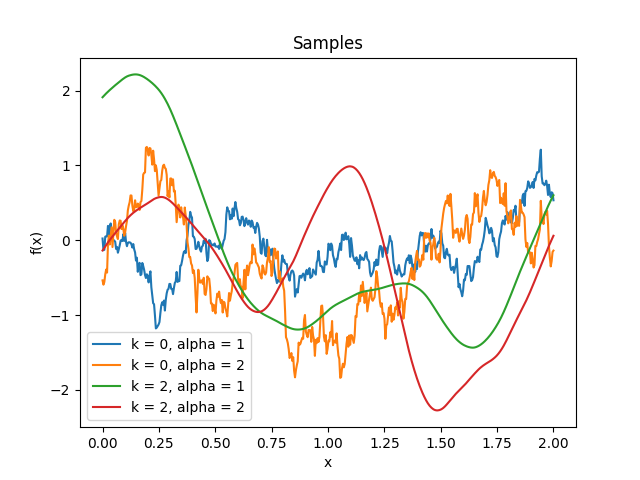 Samples
f(x)
2
1
0
−1
−2
k = 0, alpha = 1
k = 0, alpha = 2
k = 2, alpha = 1
k = 2, alpha = 2
0.00 0.25 0.50 0.75 1.00 1.25 1.50 1.75 2.00
x